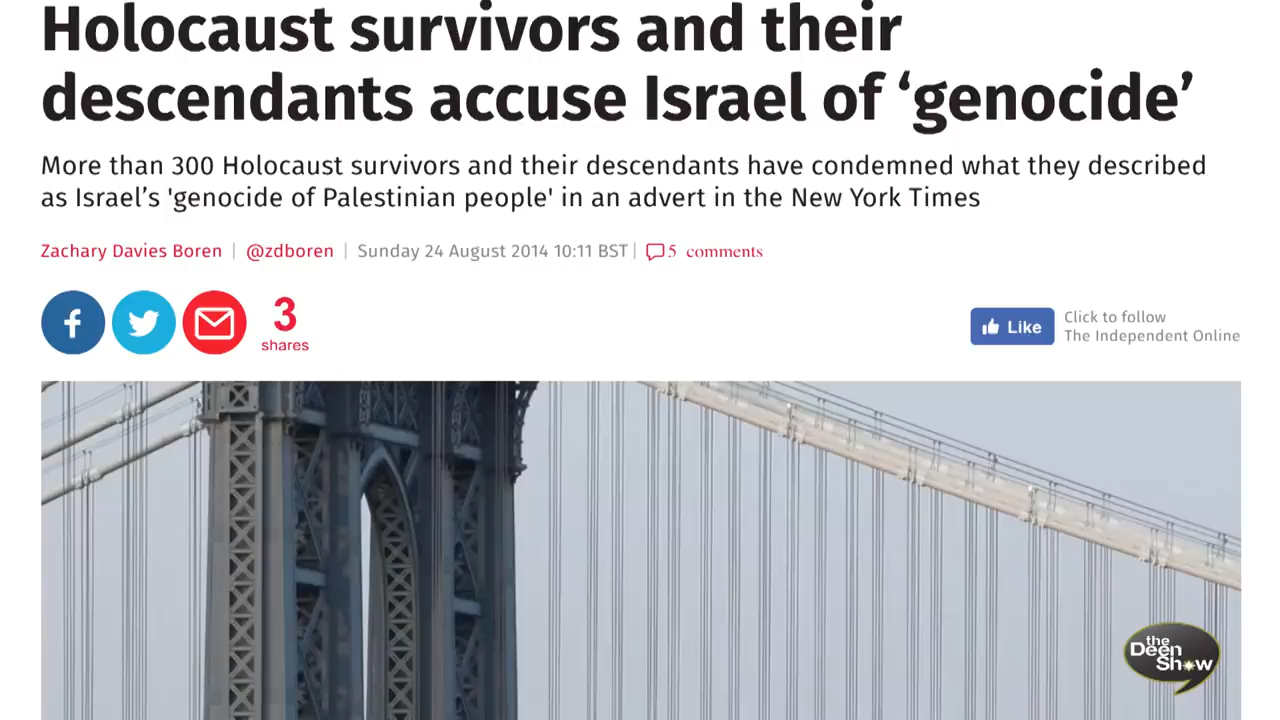 Holocaust survivors and their
descendants accuse Israel of ‘genocide’
More than 300 Holocaust survivors and their descendants have condemned what they described
as Israel’s 'genocide of Palestinian people' in an advert in the New York Times
Zachary Davies Boren | @zdboren | Sunday 24 August 2014 10:11 BST | 5 comments
3
shares
Like
Click to follow
The Independent Online
the
Deen
Show